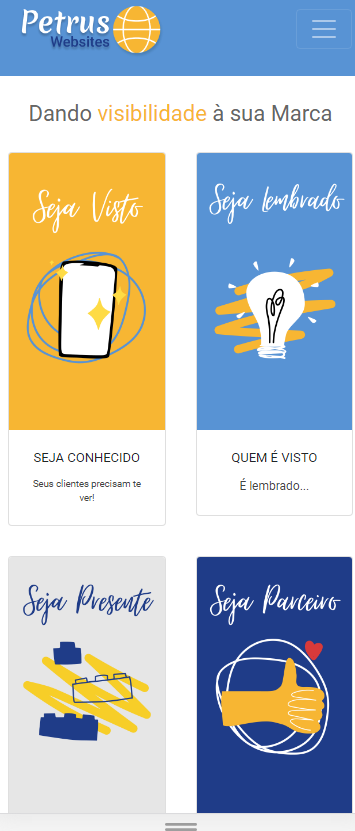 Petrus
Websites
Dando visibilidade à sua Marca
Seja Visto
Seja Lembrado
SEJA CONHECIDO
Seus clientes precisam te
ver!
QUEM É VISTO
É lembrado...
Seja Presente
Seja Parceiro